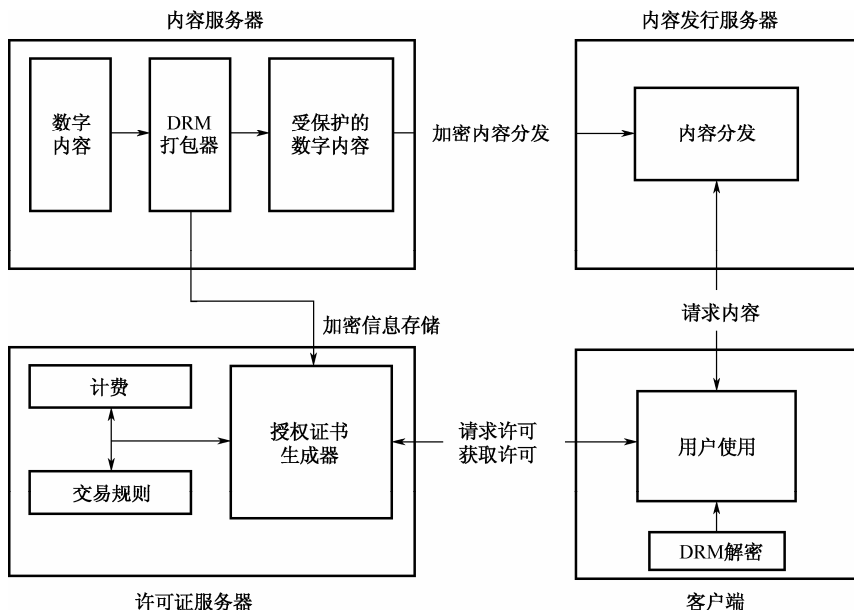 内容服务器
内容发行服务器
数字
内容
DRM
打包器
受保护的
数字内容
加密内容分发
内容分发
加密信息存储
请求内容
计费
交易规则
授权证书
生成器
请求许可
获取许可
用户使用
DRM解密
许可证服务器
客户端